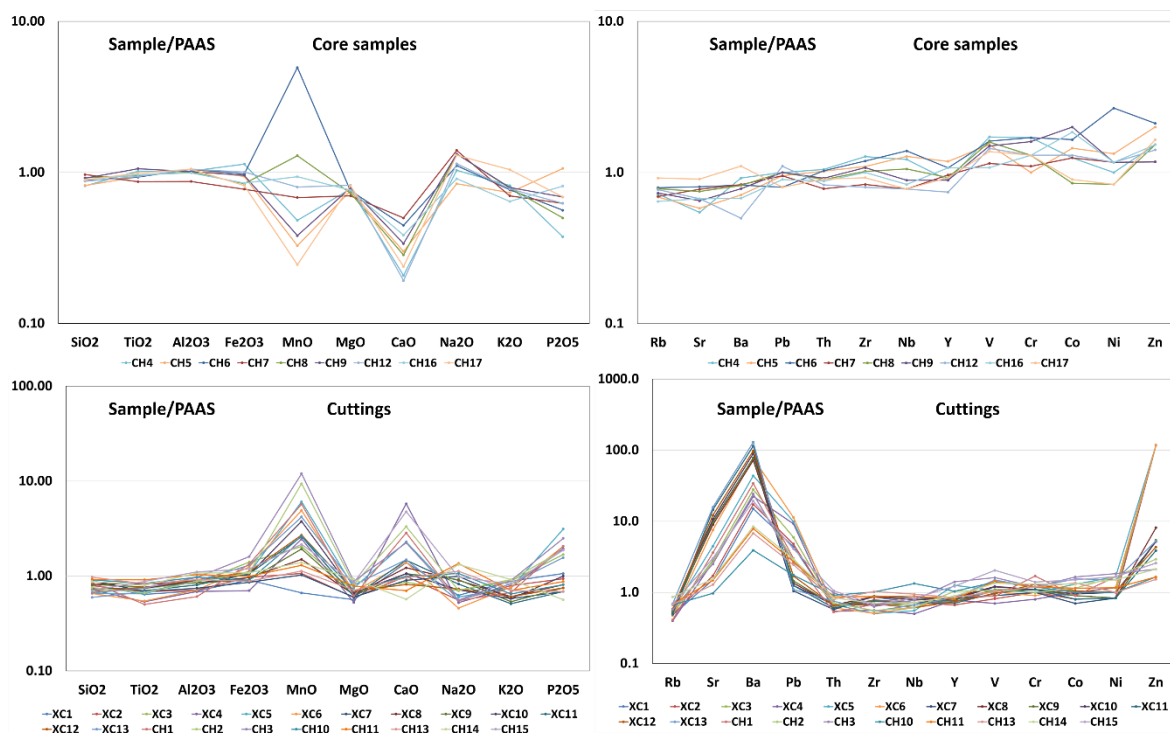 10.00
Sample/PAAS Core samples
1.00
0.10
SiO2 TiO2 Al2O3 Fe2O3 MnO MgO CaO Na2O K2O P2O5
CH4 CH5 CH6 CH7 CH8 CH9 CH12 CH16 CH17
10.0
Sample/PAAS Core samples
1.0
0.1
Rb Sr Ba Pb Th Zr Nb Y V Cr Co Ni Zn
CH4 CH5 CH6 CH7 CH8 CH9 CH12 CH16 CH17
100.00
Sample/PAAS Cuttings
10.00
1.00
0.10
SiO2 TiO2 Al2O3 Fe2O3 MnO MgO CaO Na2O K2O P2O5
XC1 XC2 XC3 XC4 XC5 XC6 XC7 XC8 XC9 XC10 XC11
XC12 XC13 CH1 CH2 CH3 CH10 CH11 CH13 CH14 CH15
1000.0
Sample/PAAS Cuttings
100.0
10.0
1.0
0.1
Rb Sr Ba Pb Th Zr Nb Y V Cr Co Ni Zn
XC1 XC2 XC3 XC4 XC5 XC6 XC7 XC8 XC9 XC10 XC11
XC12 XC13 CH1 CH2 CH3 CH10 CH11 CH13 CH14 CH15